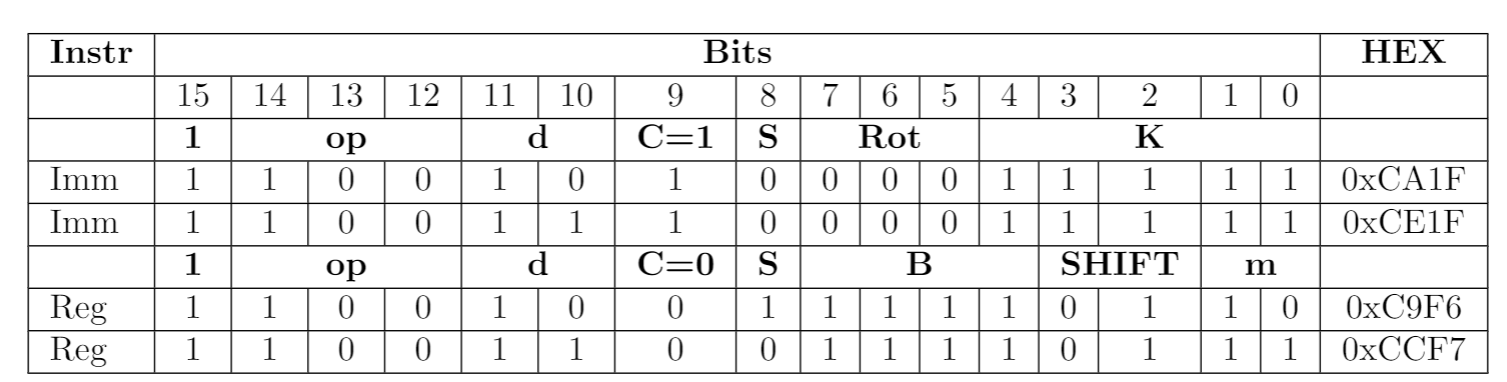 Instr Bits HEX
15 14 13 12 11 10 9 8 7 6 5 4 3 2 1 0
1 op d C=1 S Rot K
Imm 1 1 0 0 1 0 1 0 0 0 0 1 1 1 1 1 0xCA1F
Imm 1 1 0 0 1 1 1 0 0 0 0 1 1 1 1 1 0xCE1F
1 op d C=0 S B SHIFT m
Reg 1 1 0 0 1 0 0 1 1 1 1 1 0 1 1 0 0xC9F6
Reg 1 1 0 0 1 1 0 0 1 1 1 1 0 1 1 1 0xCCF7